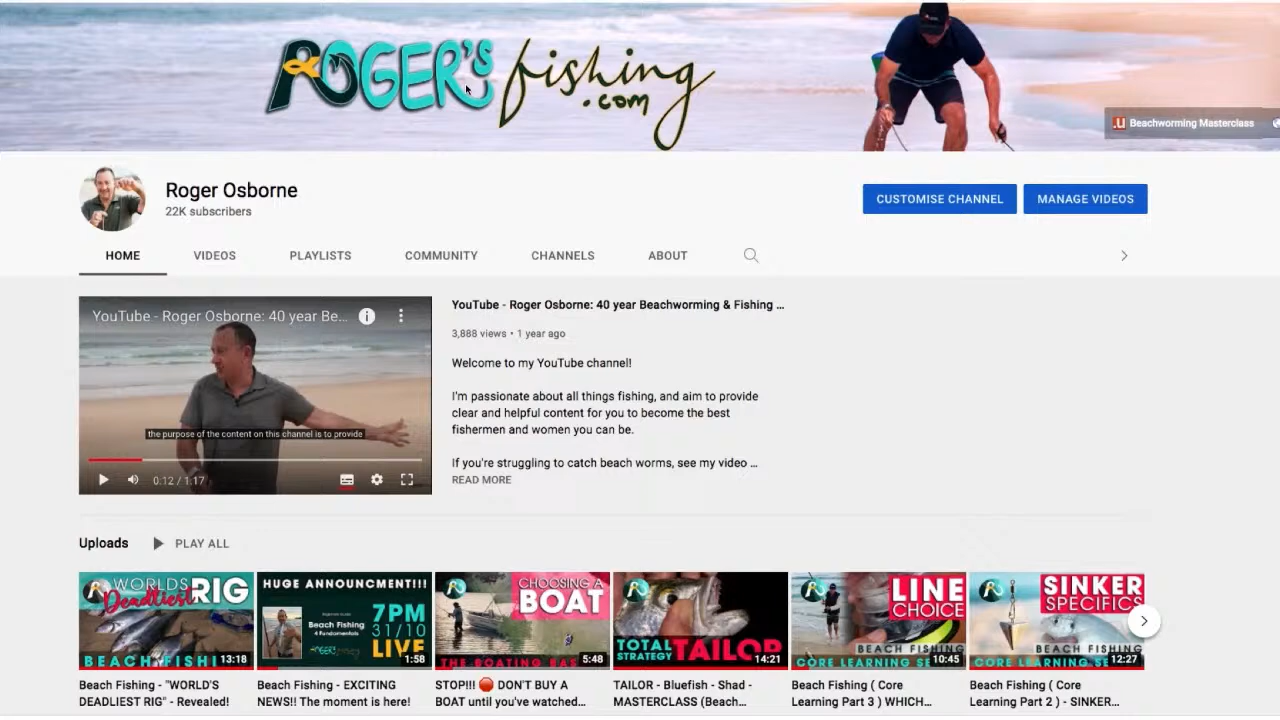 ROGER'S fishing
.com
Beachworming Masterclass
Roger Osborne
22K subscribers
CUSTOMISE CHANNEL
MANAGE VIDEOS
HOME
VIDEOS
PLAYLISTS
COMMUNITY
CHANNELS
ABOUT
YouTube - Roger Osborne: 40 year Be...
the purpose of the content on this channel is to provide
0:12 / 1:17
YouTube - Roger Osborne: 40 year Beachworming & Fishing ...
3,888 views • 1 year ago
Welcome to my YouTube channel!
I'm passionate about all things fishing, and aim to provide
clear and helpful content for you to become the best
fishermen and women you can be.
If you're struggling to catch beach worms, see my video ...
READ MORE
Uploads
PLAY ALL
WORLDS
Deadliest RIG
BEACH FISHI
13:18
Beach Fishing - "WORLD'S
DEADLIEST RIG" - Revealed!
HUGE ANNOUNCMENT!!!
Beach Fishing
4 Fundamentals
7PM
31/10
LIVE
1:58
Beach Fishing - EXCITING
NEWS!! The moment is here!
CHOOSING A
BOAT
THE BOATING BAS
5:48
STOP!!! 🛑 DON'T BUY A
BOAT until you've watched...
TOTAL
STRATEGY TAILOR
14:21
TAILOR - Bluefish - Shad -
MASTERCLASS (Beach...
LINE
CHOICE
BEACH FISHING
CORE LEARNING SE
10:45
Beach Fishing ( Core
Learning Part 3 ) WHICH...
SINKER
SPECIFICS
BEACH FISHING
CORE LEARNING SE
12:27
Beach Fishing ( Core
Learning Part 2 ) - SINKER...